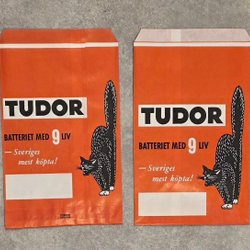 TUDOR
BATTERIET MED 9 LIV
— Sveriges
mest köpta!
TUDOR
BATTERIET MED 9 LIV
— Sveriges
mest köpta!